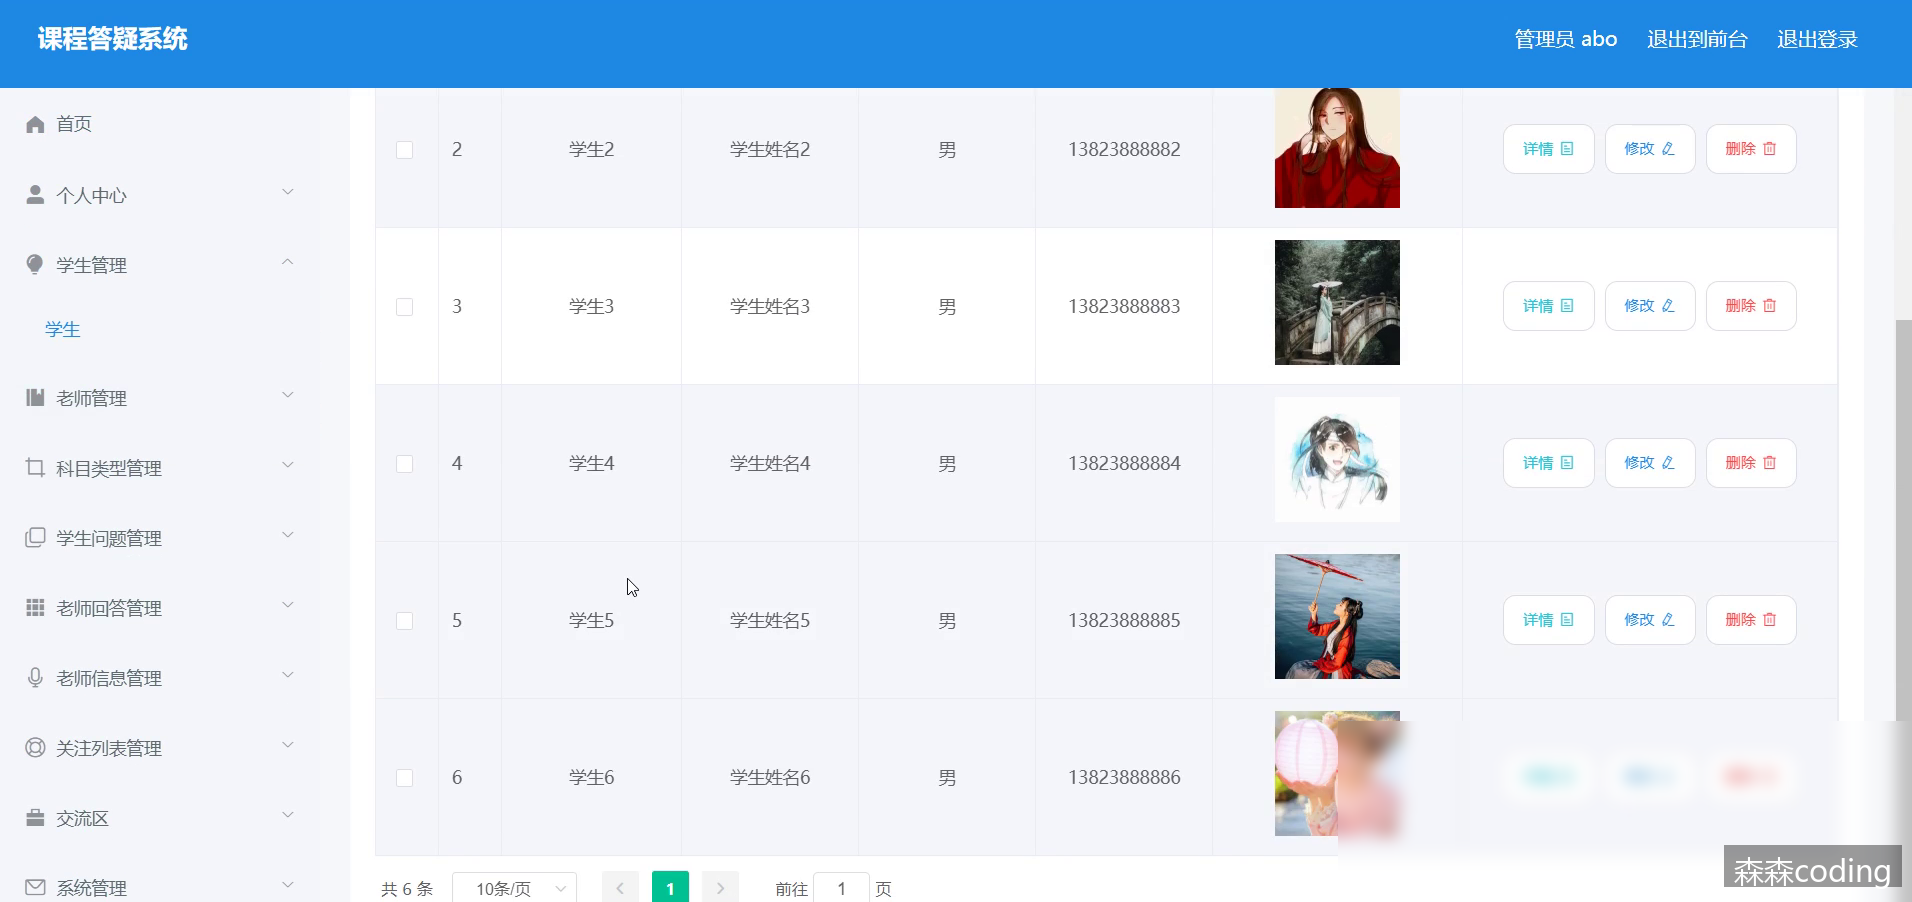 课程答疑系统
管理员 abo 退出到前台 退出登录
首页
个人中心
学生管理
学生
老师管理
科目类型管理
学生问题管理
老师回答管理
老师信息管理
关注列表管理
交流区
系统管理
2 学生2 学生姓名2 男 13823888882 详情 修改 删除
3 学生3 学生姓名3 男 13823888883 详情 修改 删除
4 学生4 学生姓名4 男 13823888884 详情 修改 删除
5 学生5 学生姓名5 男 13823888885 详情 修改 删除
6 学生6 学生姓名6 男 13823888886
共 6 条 10条/页 1 前往 1 页
森森coding